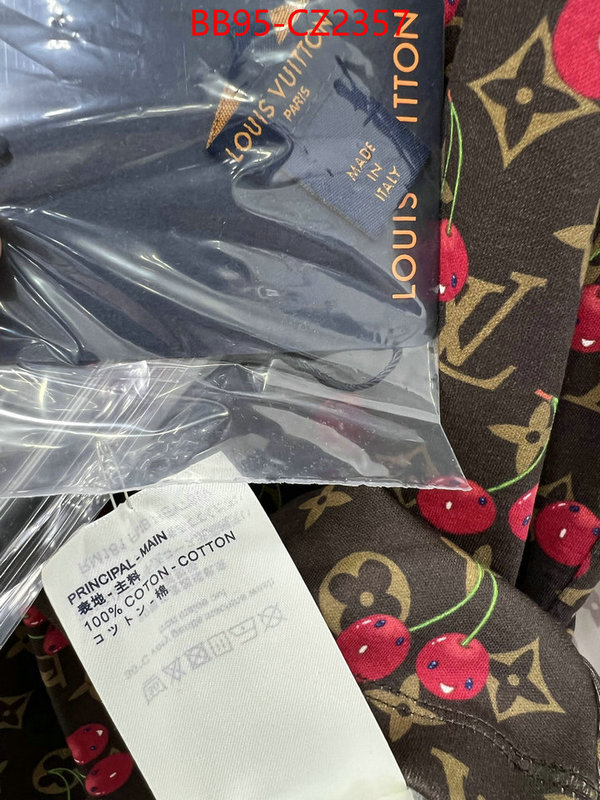 BB95-CZ2357
LOUIS VUITTON
PARIS
MADE
IN
ITALY
LOUIS VUITTON
PRINCIPAL-MAIN
表地-主料
100% COTON-COTTON
コットン-棉